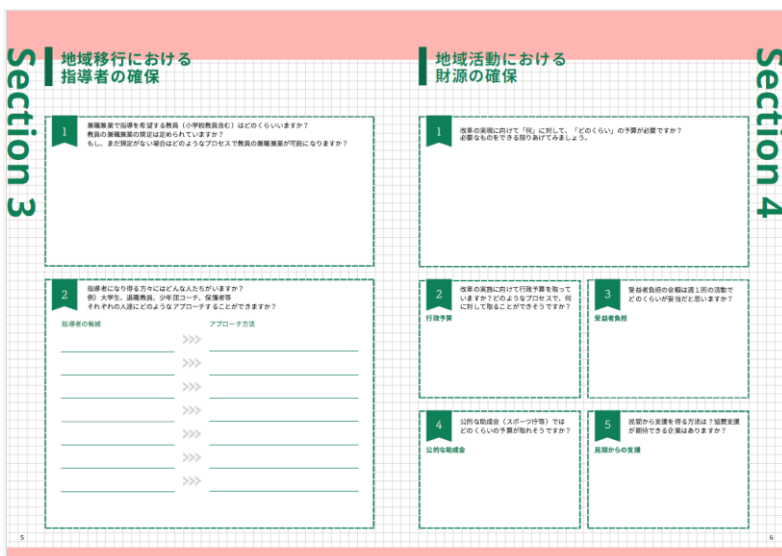 Section 3
地域移行における
指導者の確保
1
兼職兼業で指導を希望する教員（小学校教員含む）はどのくらいいますか？
教員の兼職兼業の規定は定められていますか？
もし、まだ規定がない場合はどのようなプロセスで教員の兼職兼業が可能になりますか？
2
指導者になり得る方々にはどんな人たちがいますか？
例）大学生、退職教員、少年団コーチ、保護者等
それぞれの人達にどのようなアプローチすることができますか？
指導者の候補
アプローチ方法
>>>
>>>
>>>
>>>
>>>
>>>
>>>
5
Section 4
地域活動における
財源の確保
1
改革の実現に向けて「何」に対して、「どのくらい」の予算が必要ですか？
必要なものをできる限りあげてみましょう。
2
改革の実施に向けて行政予算を取って
いますか？どのようなプロセスで、何
に対して取ることができそうですか？
行政予算
3
受益者負担の金額は週１回の活動で
どのくらいが妥当だと思いますか？
受益者負担
4
公的な助成金（スポーツ庁等）では
どのくらいの予算が取れそうですか？
公的な助成金
5
民間から支援を得る方法は？協賛支援
が期待できる企業はありますか？
民間からの支援
6